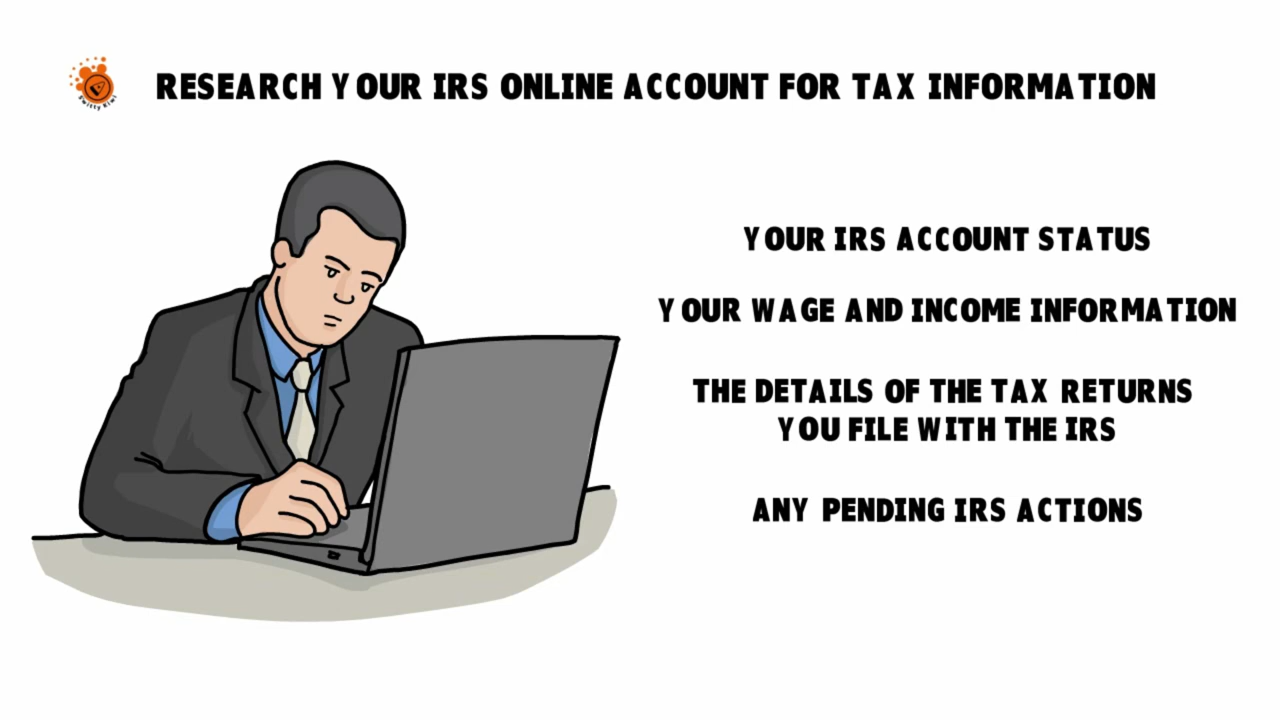 RESEARCH YOUR IRS ONLINE ACCOUNT FOR TAX INFORMATION
YOUR IRS ACCOUNT STATUS
YOUR WAGE AND INCOME INFORMATION
THE DETAILS OF THE TAX RETURNS
YOU FILE WITH THE IRS
ANY PENDING IRS ACTIONS